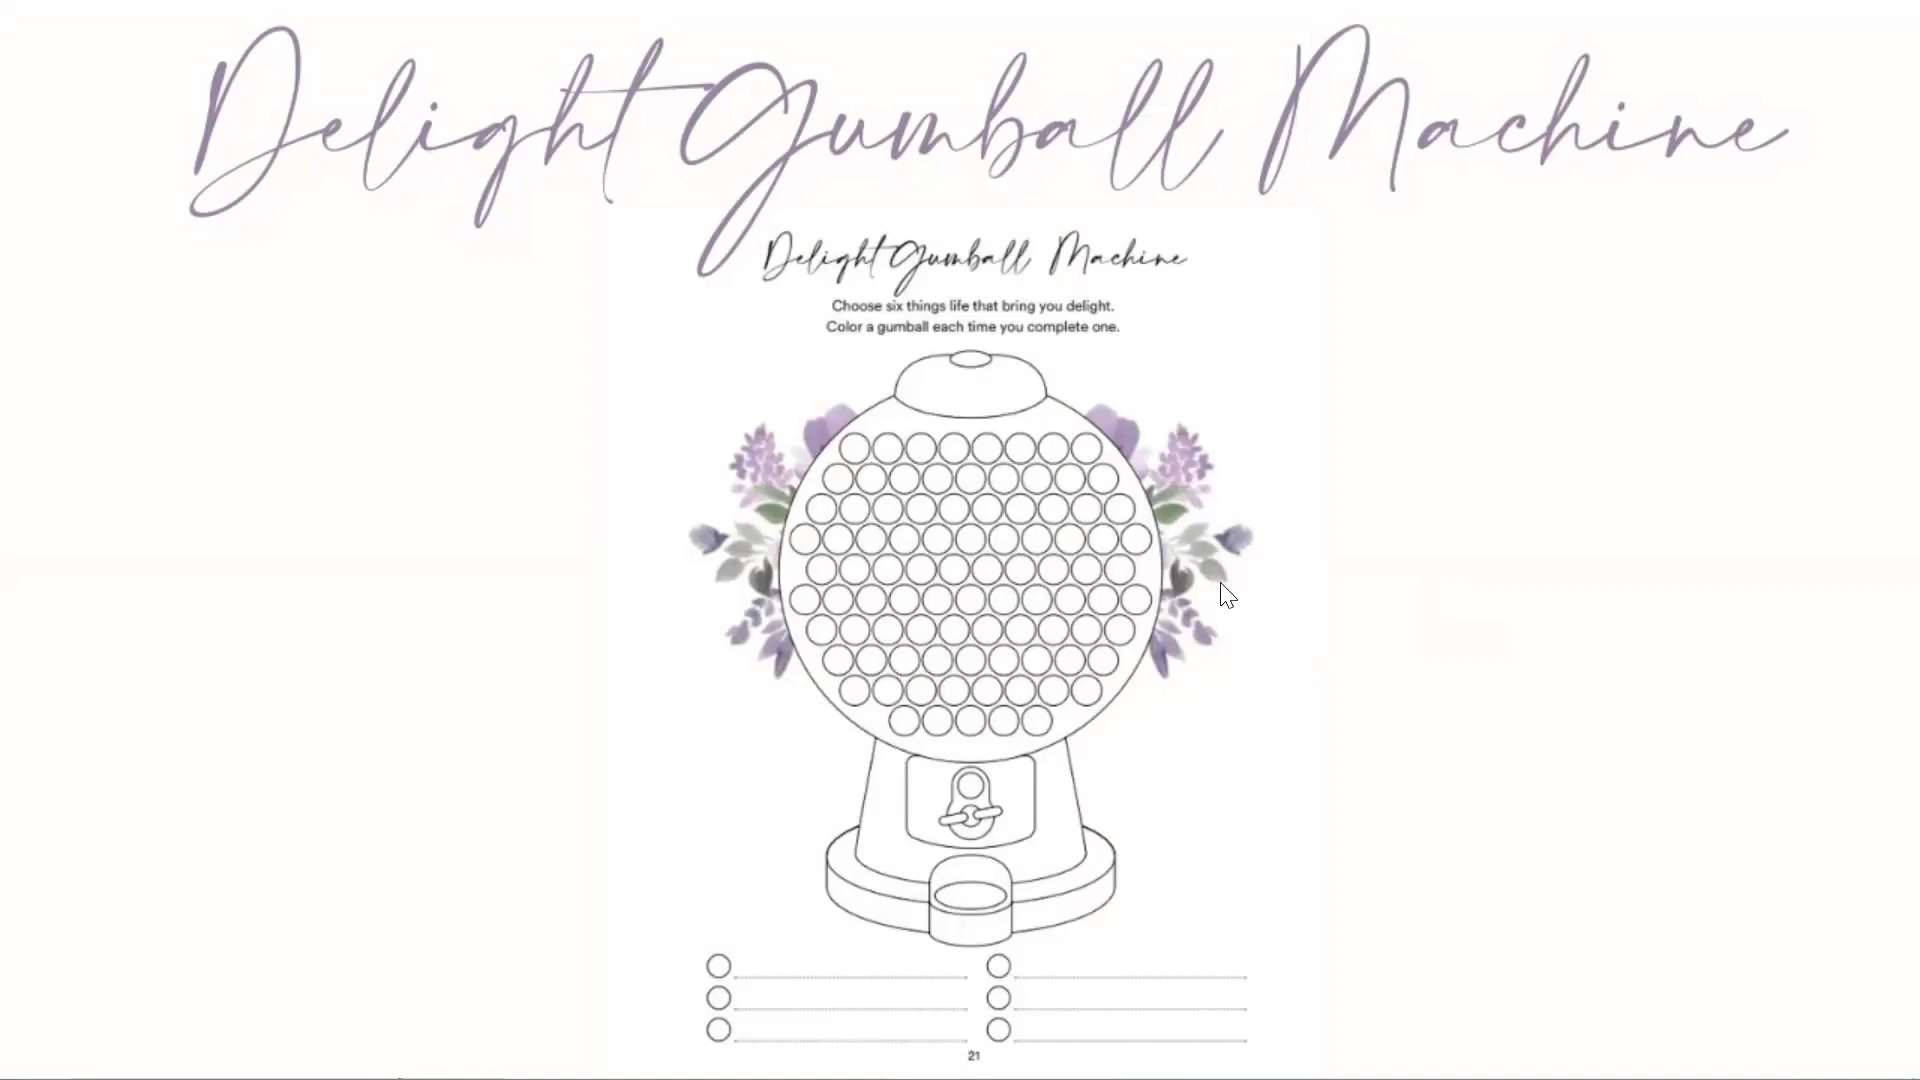 Delight Gumball Machine
Delight Gumball Machine
Choose six things life that bring you delight.
Color a gumball each time you complete one.
21